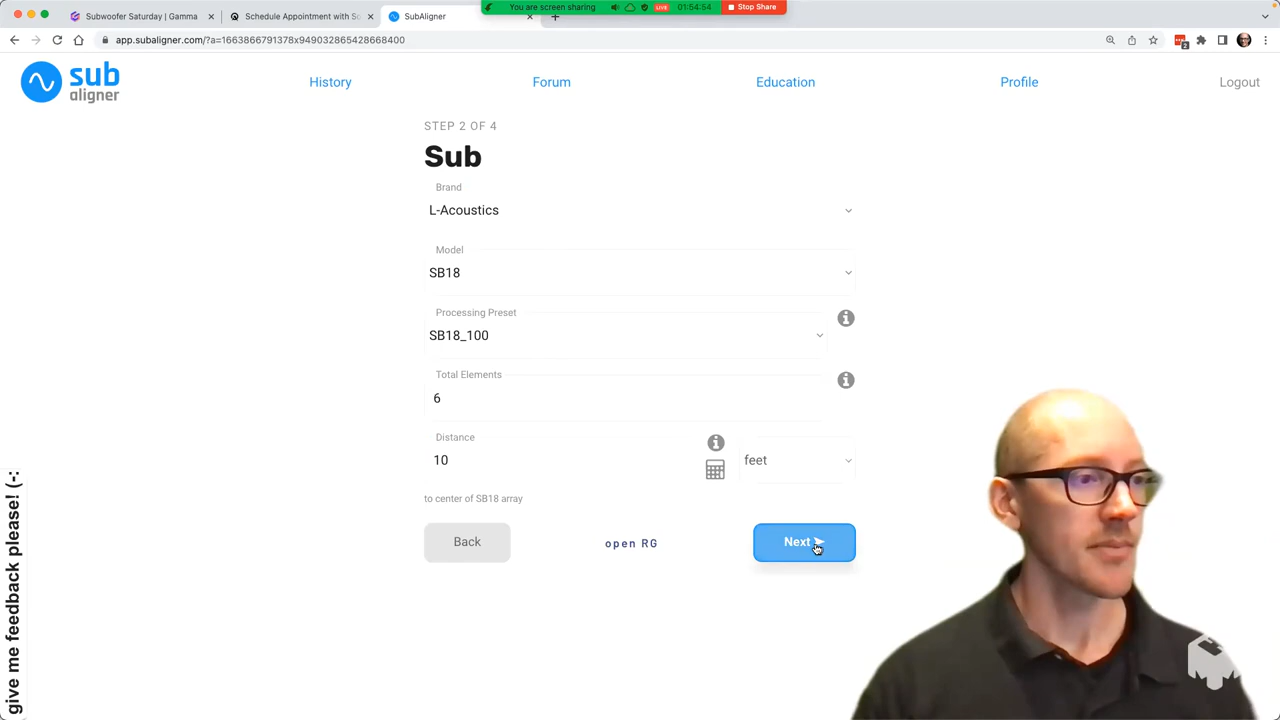 You are screen sharing
LIVE
01:54:54
Stop Share
Subwoofer Saturday | Gamma
Schedule Appointment with So
SubAligner
app.subaligner.com/?a=1663866791378x949032865428668400
2
sub
aligner
History
Forum
Education
Profile
Logout
STEP 2 OF 4
Sub
Brand
L-Acoustics
Model
SB18
Processing Preset
SB18_100
Total Elements
6
Distance
10
feet
to center of SB18 array
Back
open RG
Next
give me feedback please! (-: